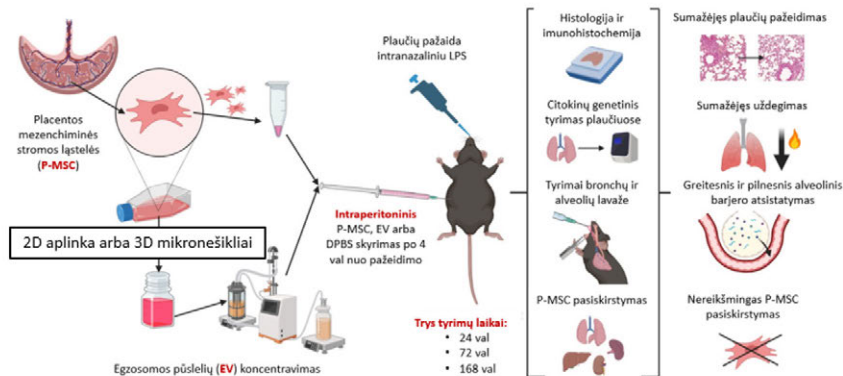 Placentos
mezenchiminės
stromos ląstelės
(P-MSC)
2D aplinka arba 3D mikronešikliai
Egzosomos pūslelių (EV) koncentravimas
Plaučių pažaida
intranazaliniu LPS
Intraperitoninis
P-MSC, EV arba
DPBS skyrimas po 4
val nuo pažeidimo
Trys tyrimų laikai:
• 24 val
• 72 val
• 168 val
Histologija ir
imunohistochemija
Citokinų genetinis
tyrimas plaučiuose
Tyrimai bronchų ir
alveolių lavaže
P-MSC pasiskirstymas
Sumažėjęs plaučių pažeidimas
Sumažėjęs uždegimas
Greitesnis ir pilnesnis alveolinis
barjero atsistatymas
Nereikšmingas P-MSC
pasiskirstymas